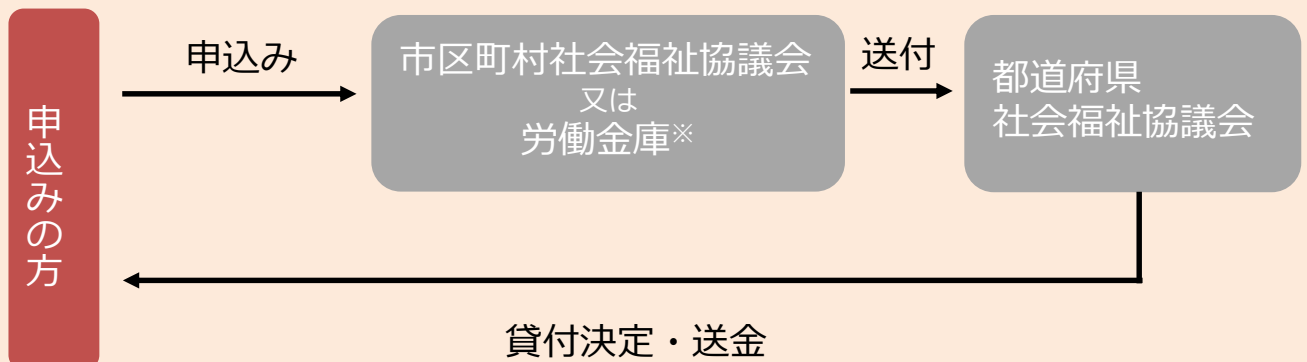 申込みの方
申込み
市区町村社会福祉協議会
又は
労働金庫※
送付
都道府県
社会福祉協議会
貸付決定・送金